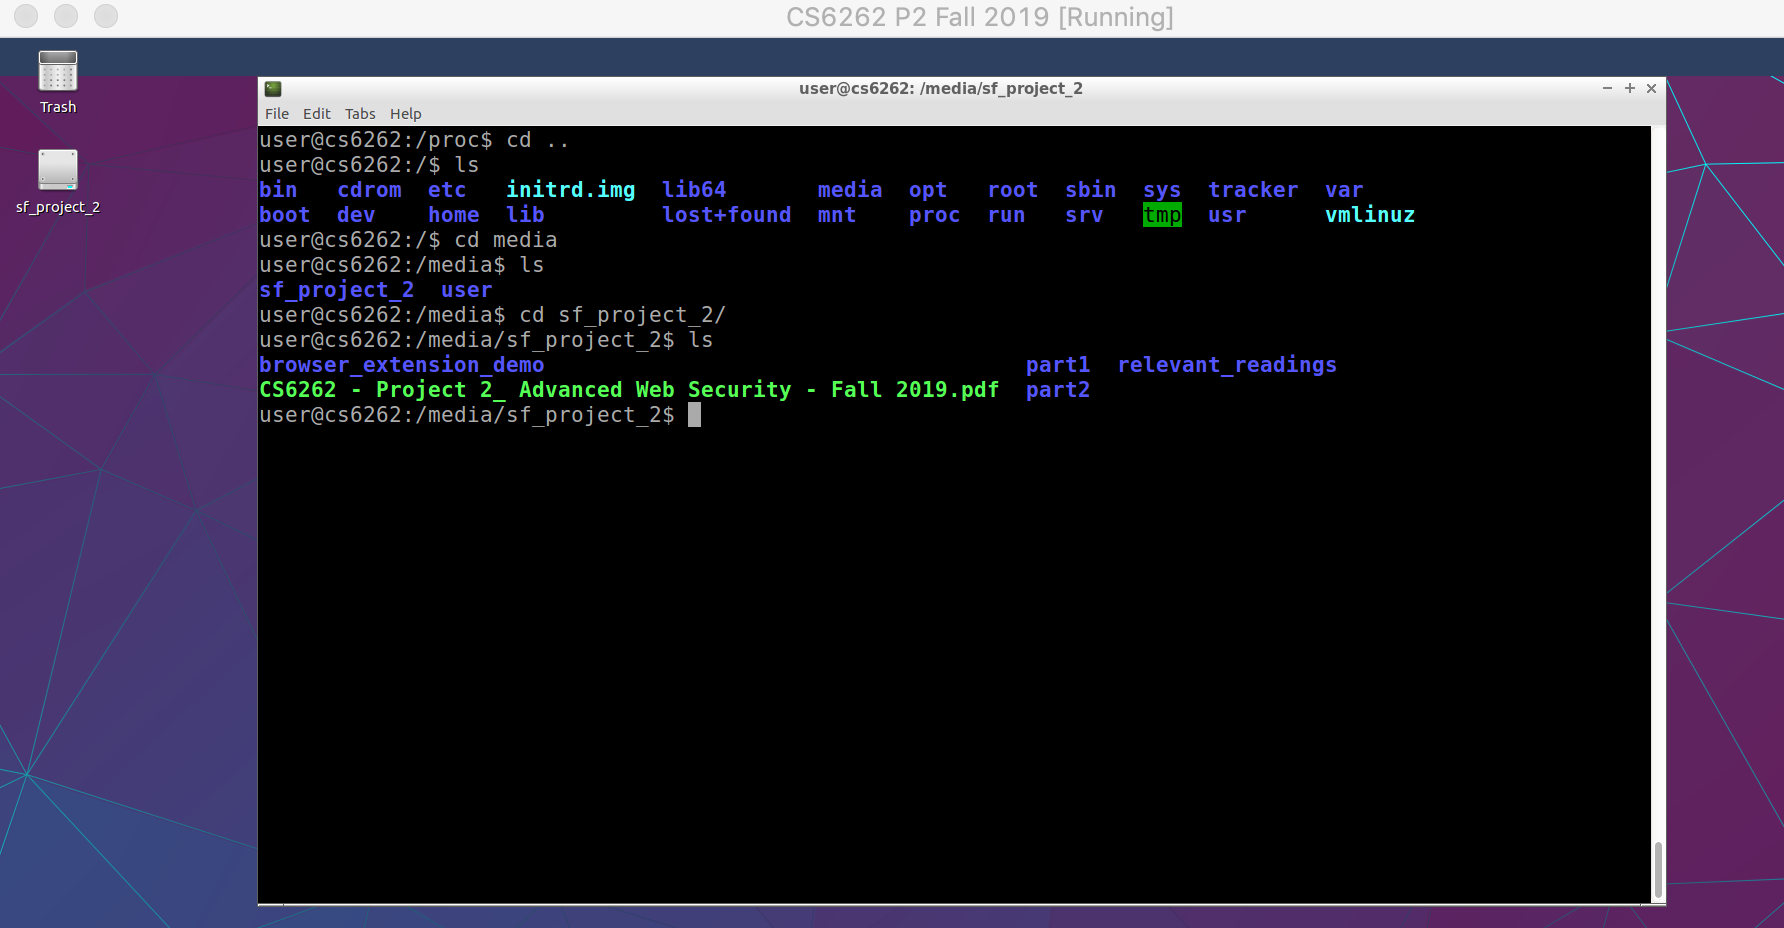 CS6262 P2 Fall 2019 [Running]
Trash
sf_project_2
user@cs6262: /media/sf_project_2
File Edit Tabs Help
user@cs6262:/proc$ cd ..
user@cs6262:/$ ls
bin cdrom etc initrd.img lib64 media opt root sbin sys tracker var
boot dev home lib lost+found mnt proc run srv tmp usr vmlinuz
user@cs6262:/$ cd media
user@cs6262:/media$ ls
sf_project_2 user
user@cs6262:/media$ cd sf_project_2/
user@cs6262:/media/sf_project_2$ ls
browser_extension_demo part1 relevant_readings
CS6262 - Project 2_ Advanced Web Security - Fall 2019.pdf part2
user@cs6262:/media/sf_project_2$